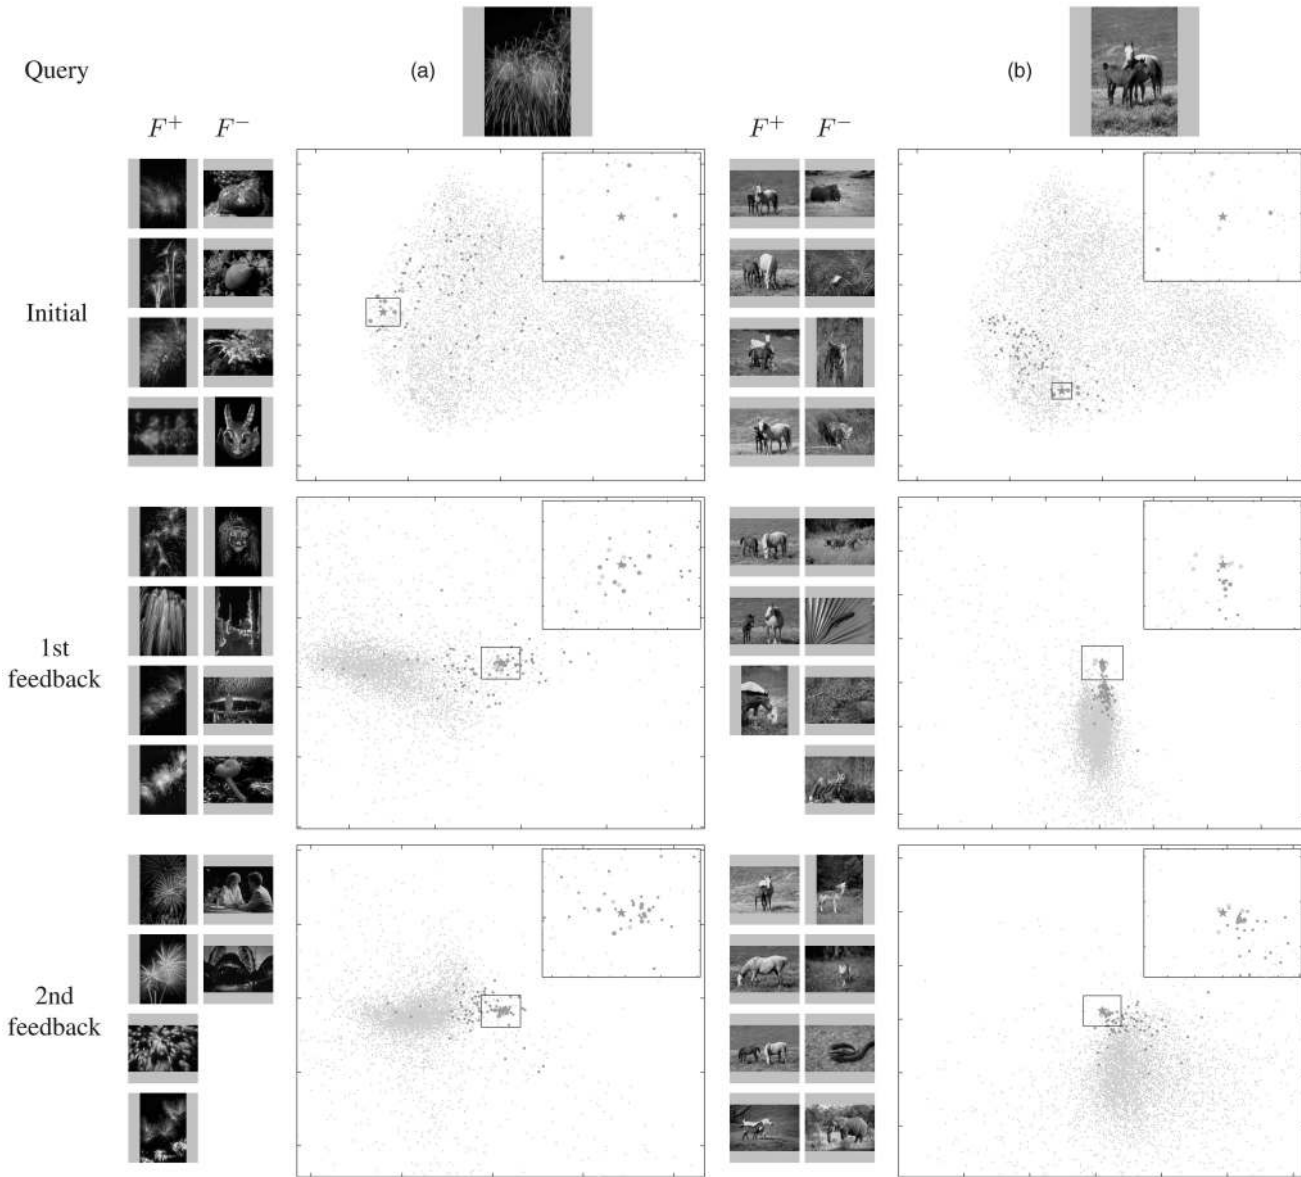 Query
(a)
(b)
F⁺ F⁻
F⁺ F⁻
Initial
1st
feedback
2nd
feedback